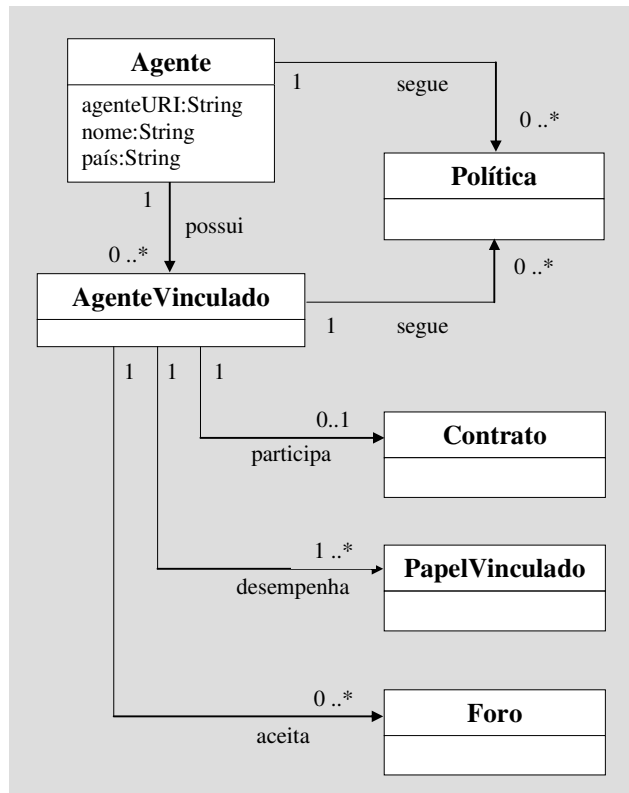 Agente
agenteURI:String
nome:String
país:String
1
segue
0 ..*
Política
1
possui
0 ..*
0 ..*
AgenteVinculado
1
segue
1
1
1
0..1
participa
Contrato
1 ..*
desempenha
PapelVinculado
0 ..*
aceita
Foro